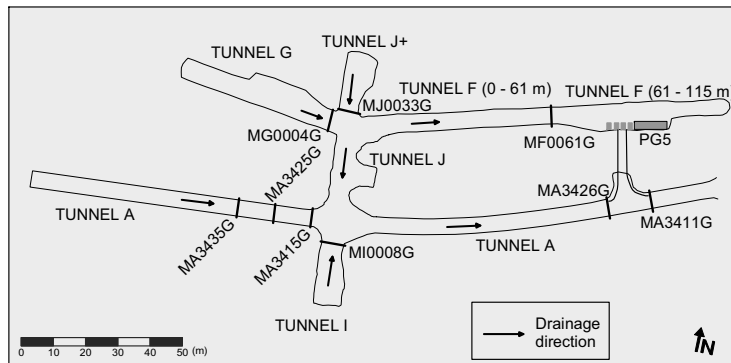 TUNNEL G
TUNNEL J+
TUNNEL F (0 - 61 m)
TUNNEL F (61 - 115 m)
MJ0033G
MG0004G
MF0061G
PG5
MA3425G
TUNNEL J
MA3426G
TUNNEL A
MA3435G
MA3415G
MI0008G
TUNNEL A
MA3411G
TUNNEL I
Drainage
direction
0 10 20 30 40 50 (m)
N